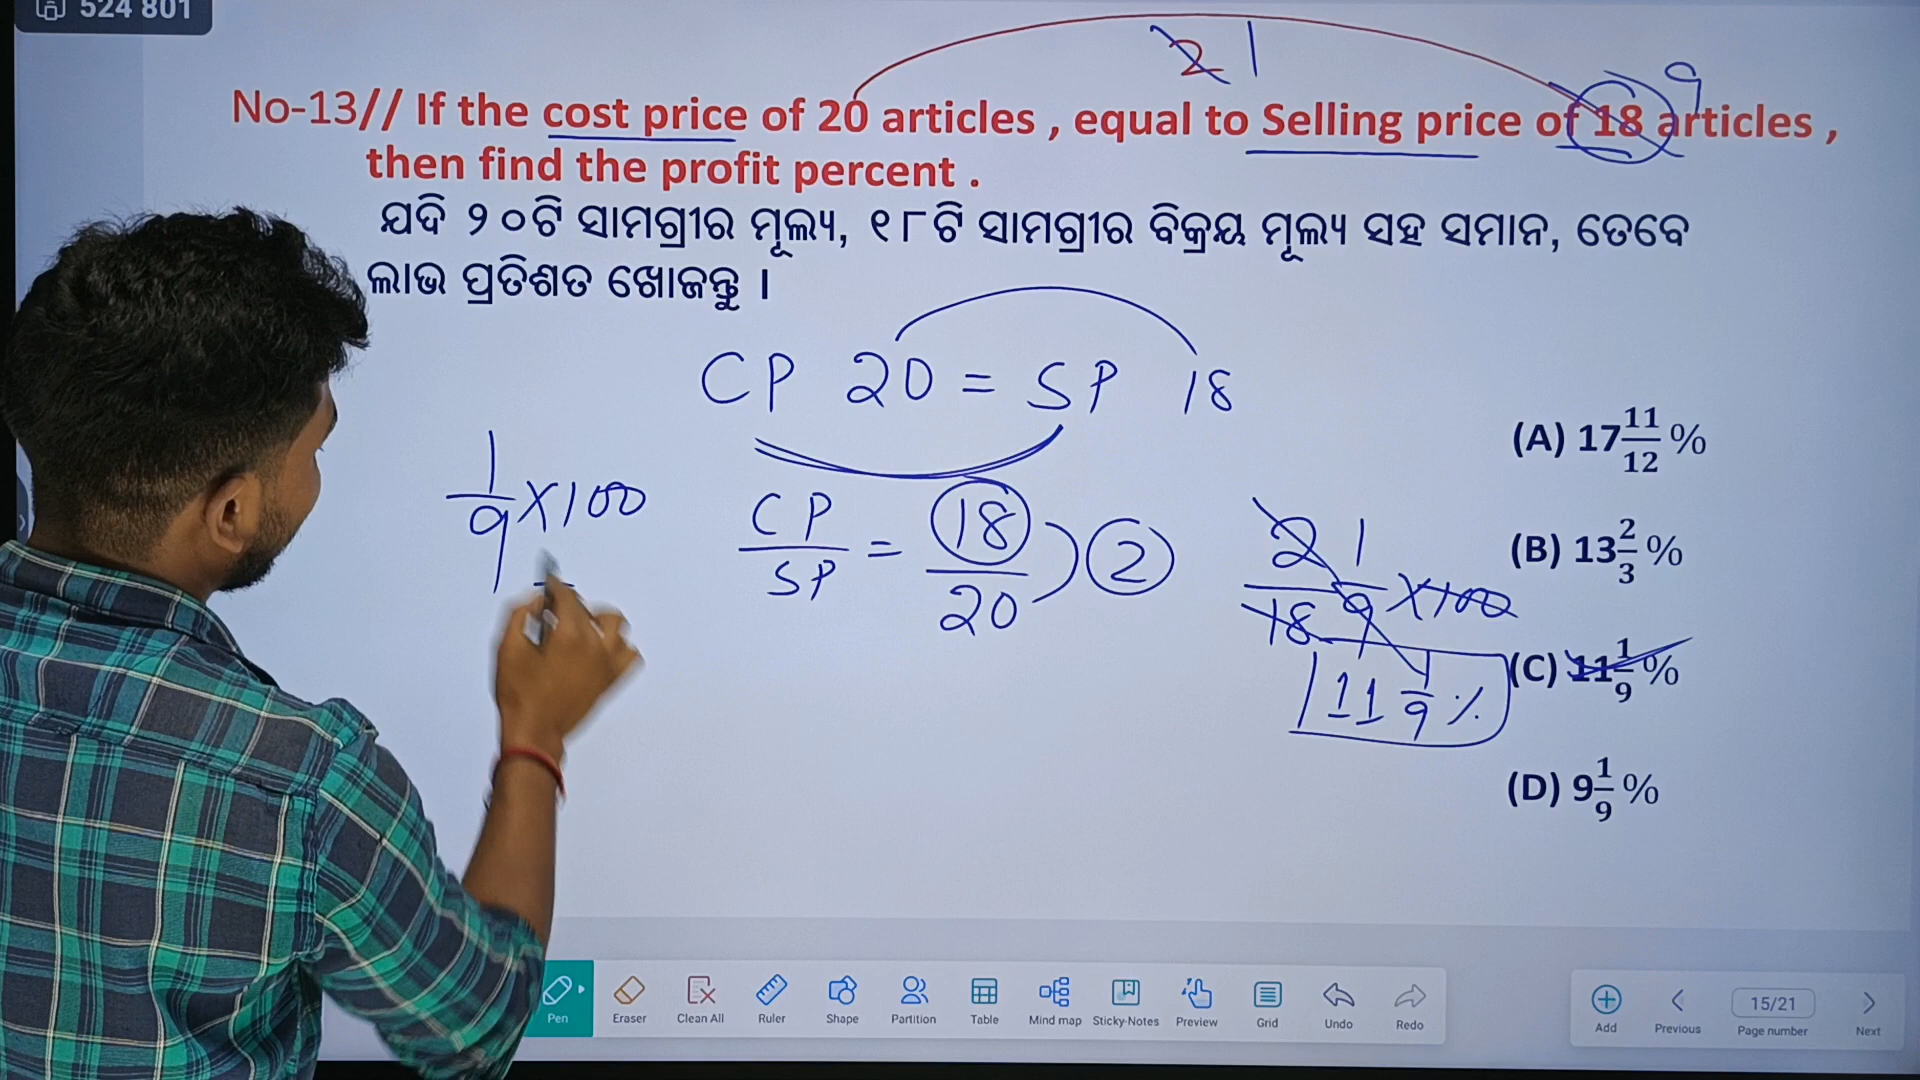 524 801
2 1
9
No-13// If the cost price of 20 articles , equal to Selling price of 18 articles ,
then find the profit percent .
ଯଦି ୨୦ଟି ସାମଗ୍ରୀର ମୂଲ୍ୟ, ୧୮ଟି ସାମଗ୍ରୀର ବିକ୍ରୟ ମୂଲ୍ୟ ସହ ସମାନ, ତେବେ
ଲାଭ ପ୍ରତିଶତ ଖୋଜନ୍ତୁ ।
CP 20 = SP 18
1/9 × 100
CP/SP = 18/20 ) 2
2/18 1/9 × 100
11 1/9 %
(A) 17 11/12 %
(B) 13 2/3 %
(C) 11 1/9 %
(D) 9 1/9 %
Pen Eraser Clean All Ruler Shape Partition Table Mind map Sticky-Notes Preview Grid Undo Redo
Add Previous 15/21 Page number Next